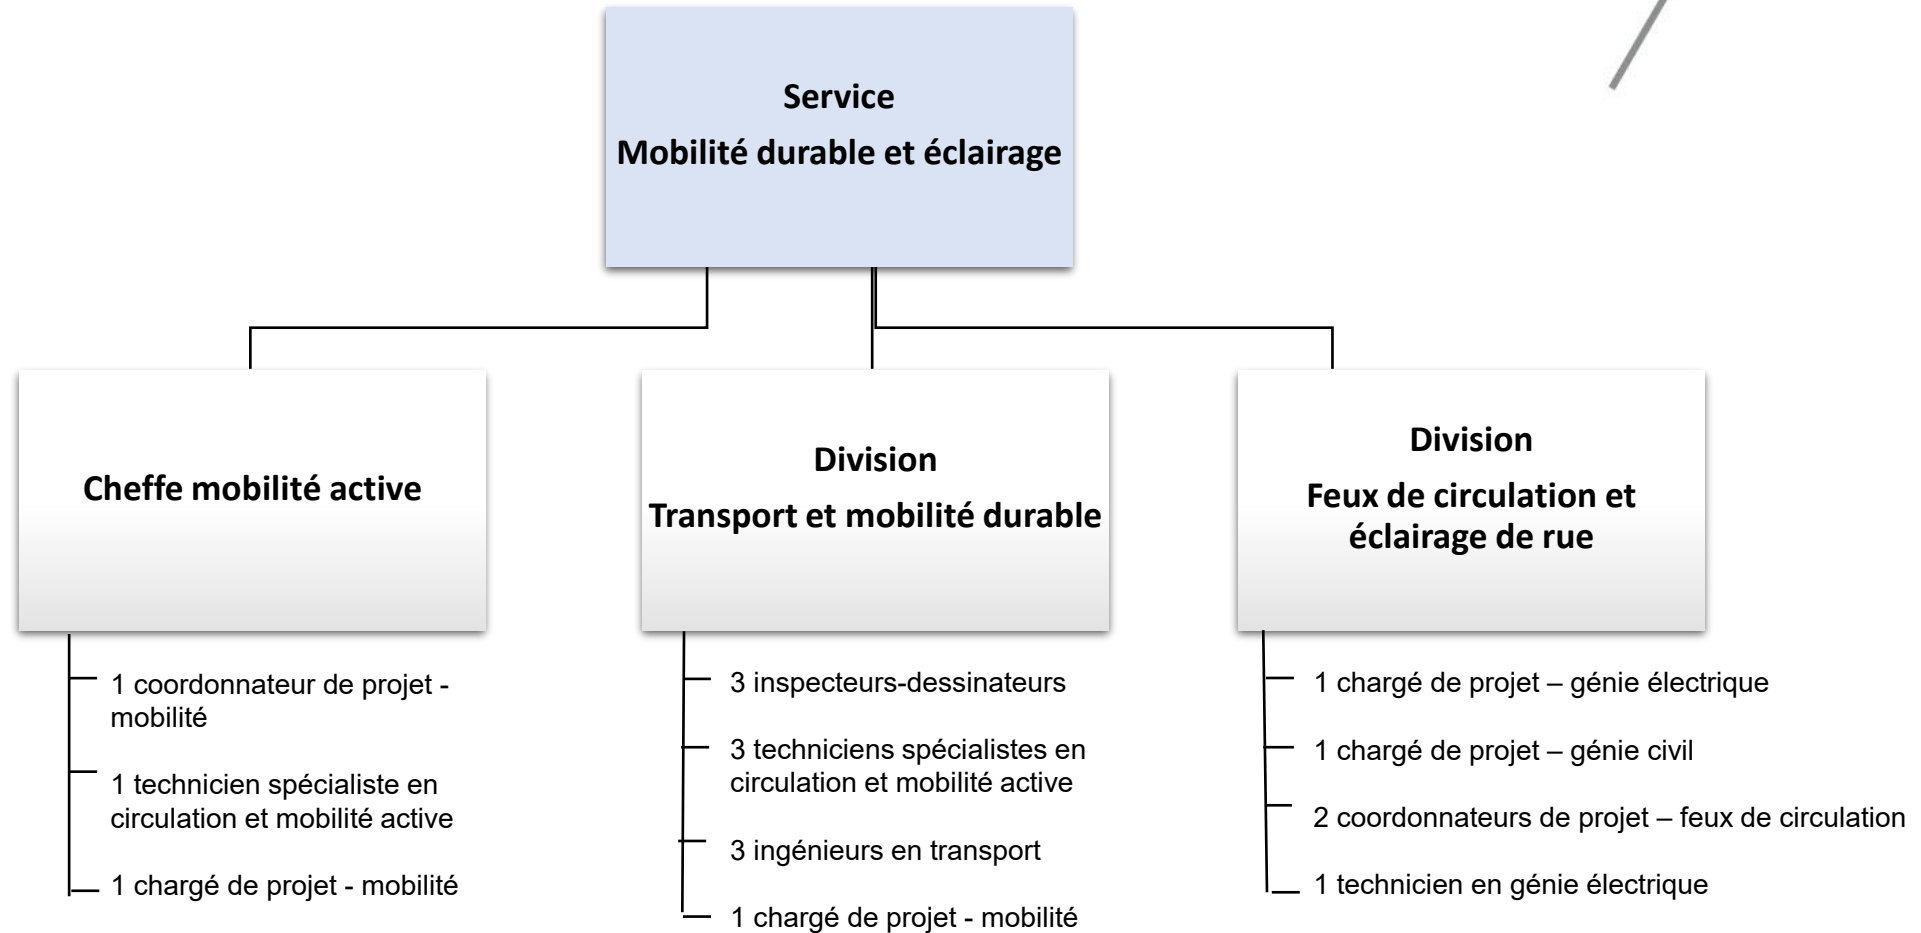 Service
Mobilité durable et éclairage
Cheffe mobilité active
1 coordonnateur de projet -
mobilité
1 technicien spécialiste en
circulation et mobilité active
1 chargé de projet - mobilité
Division
Transport et mobilité durable
3 inspecteurs-dessinateurs
3 techniciens spécialistes en
circulation et mobilité active
3 ingénieurs en transport
1 chargé de projet - mobilité
Division
Feux de circulation et
éclairage de rue
1 chargé de projet – génie électrique
1 chargé de projet – génie civil
2 coordonnateurs de projet – feux de circulation
1 technicien en génie électrique